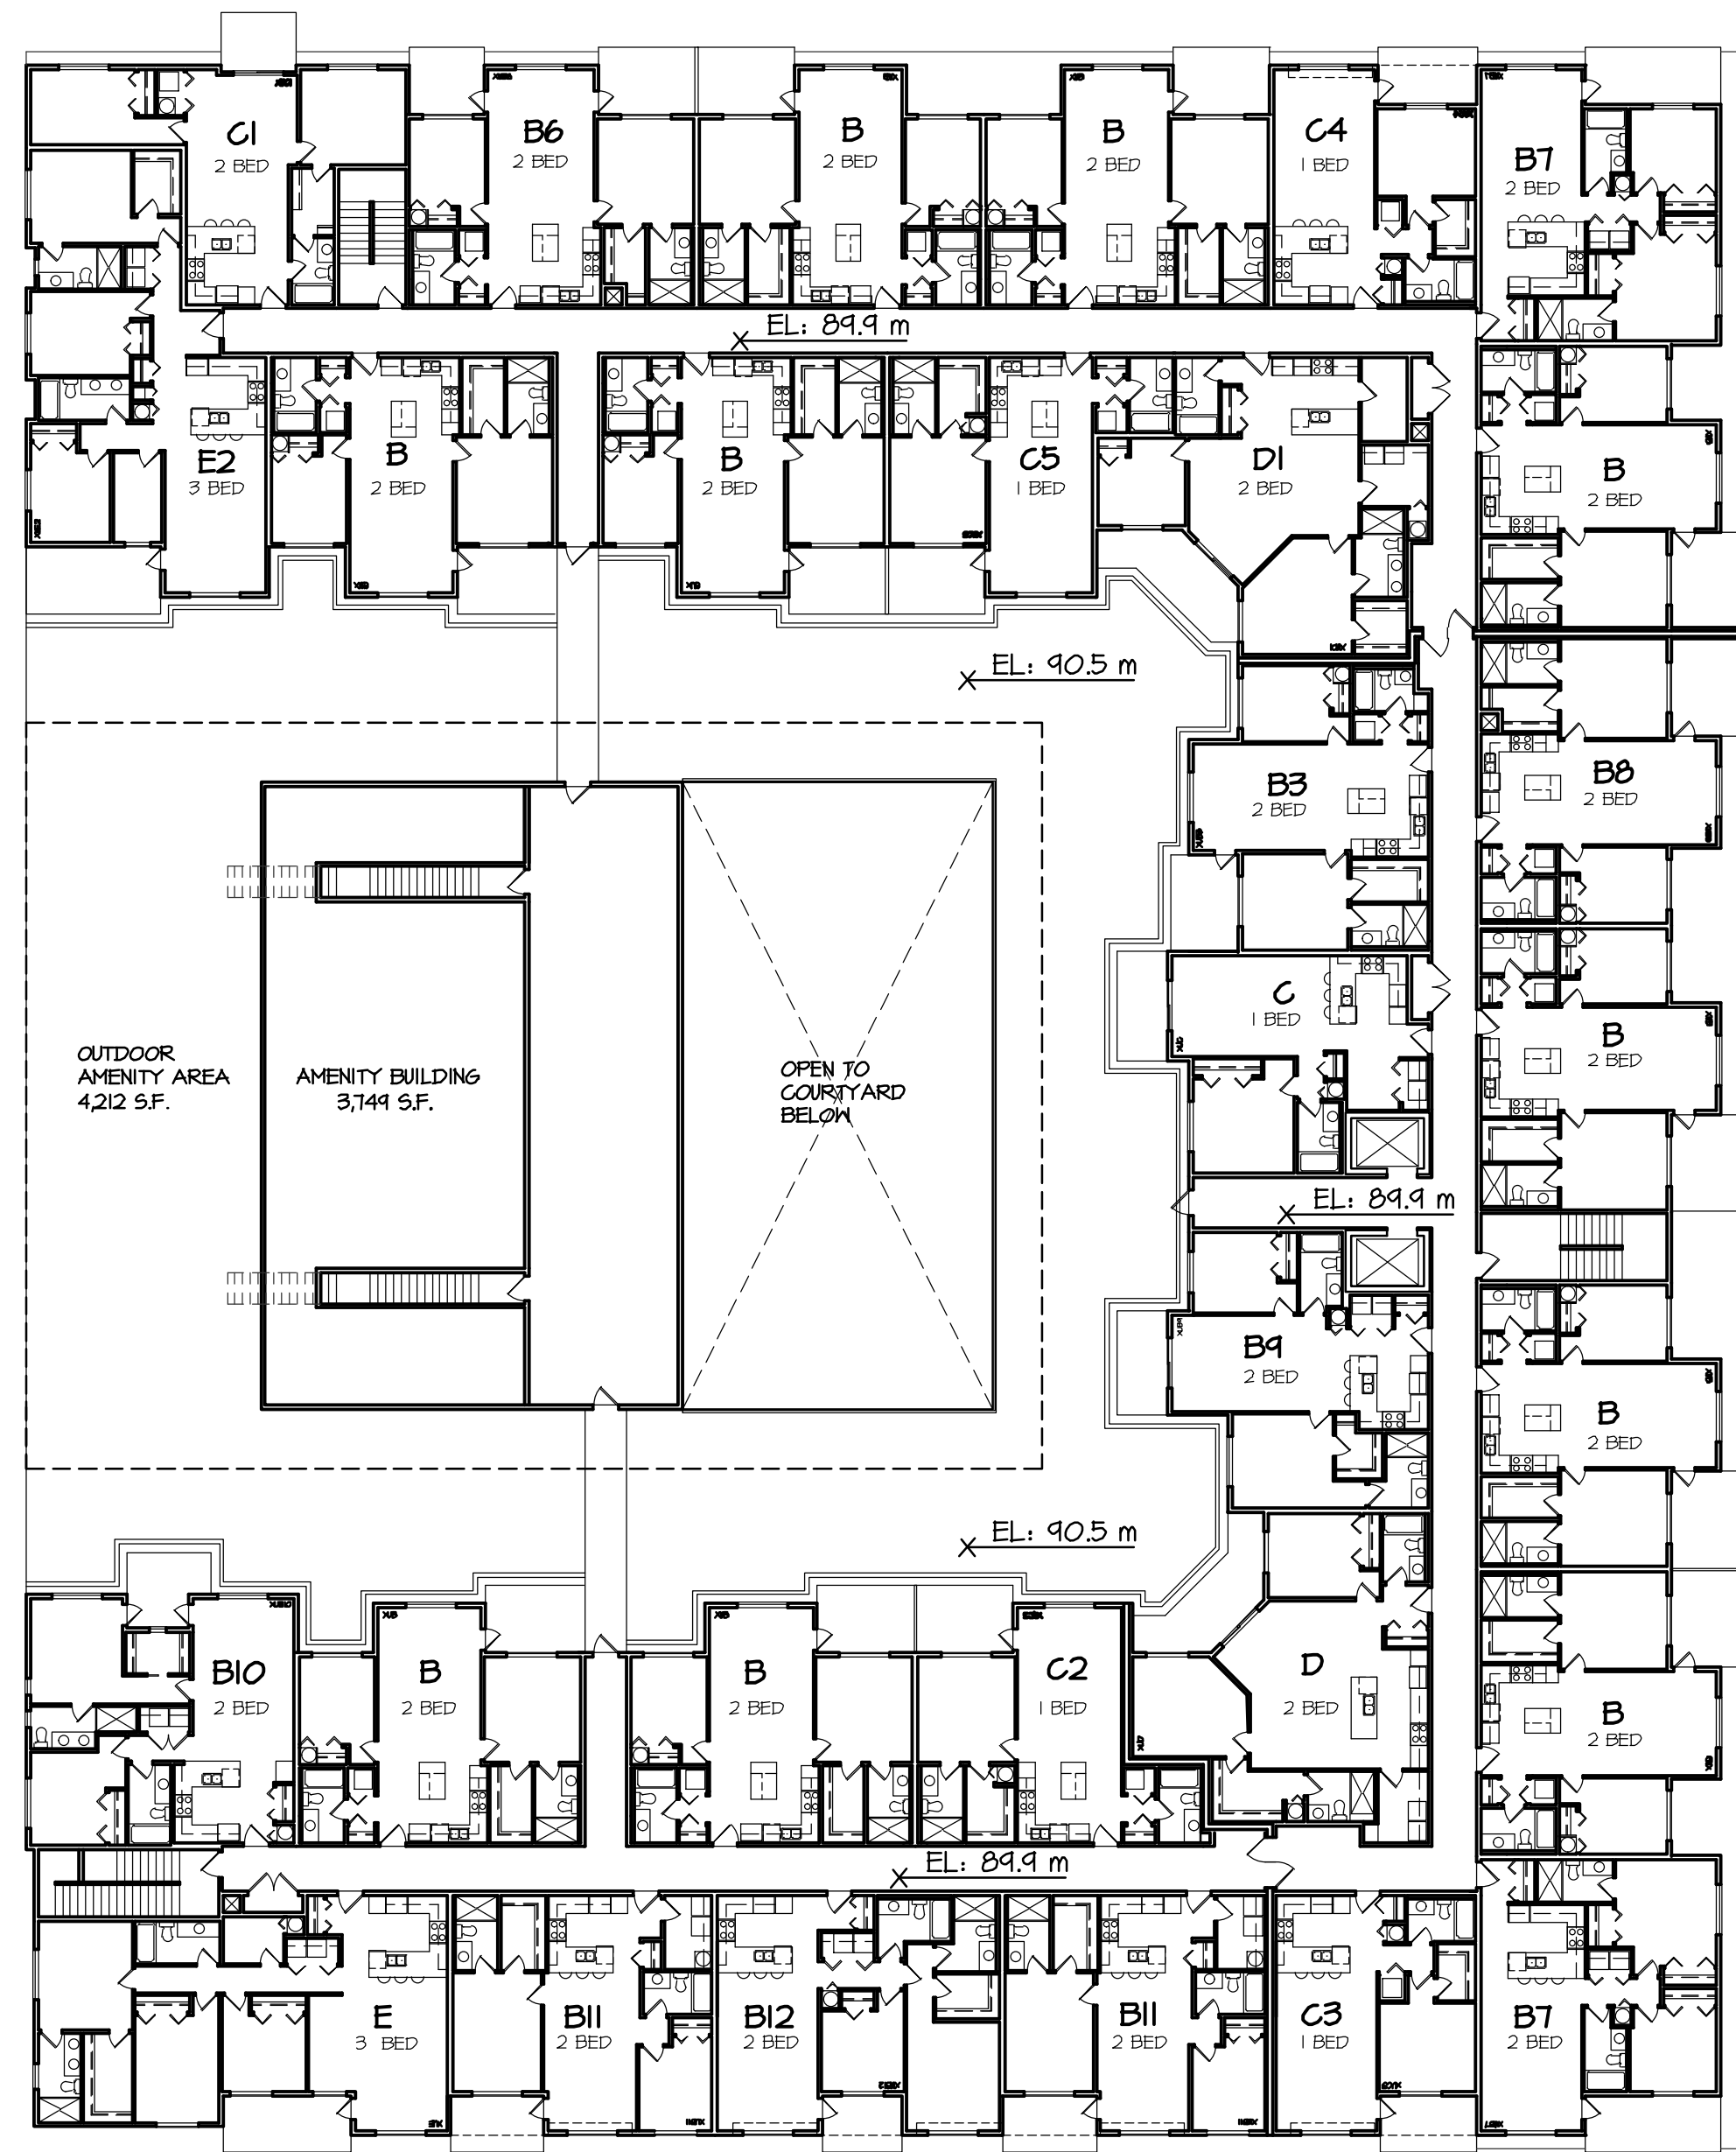 C1
2 BED
B6
2 BED
B
2 BED
B
2 BED
C4
1 BED
B7
2 BED
EL: 89.9 m
E2
3 BED
B
2 BED
B
2 BED
C5
1 BED
D1
2 BED
B
2 BED
EL: 90.5 m
B3
2 BED
B8
2 BED
C
1 BED
B
2 BED
OUTDOOR
AMENITY AREA
4,212 S.F.
AMENITY BUILDING
3,749 S.F.
OPEN TO
COURTYARD
BELOW
EL: 89.9 m
B9
2 BED
B
2 BED
EL: 90.5 m
B10
2 BED
B
2 BED
B
2 BED
C2
1 BED
D
2 BED
B
2 BED
EL: 89.9 m
E
3 BED
B11
2 BED
B12
2 BED
B11
2 BED
C3
1 BED
B7
2 BED